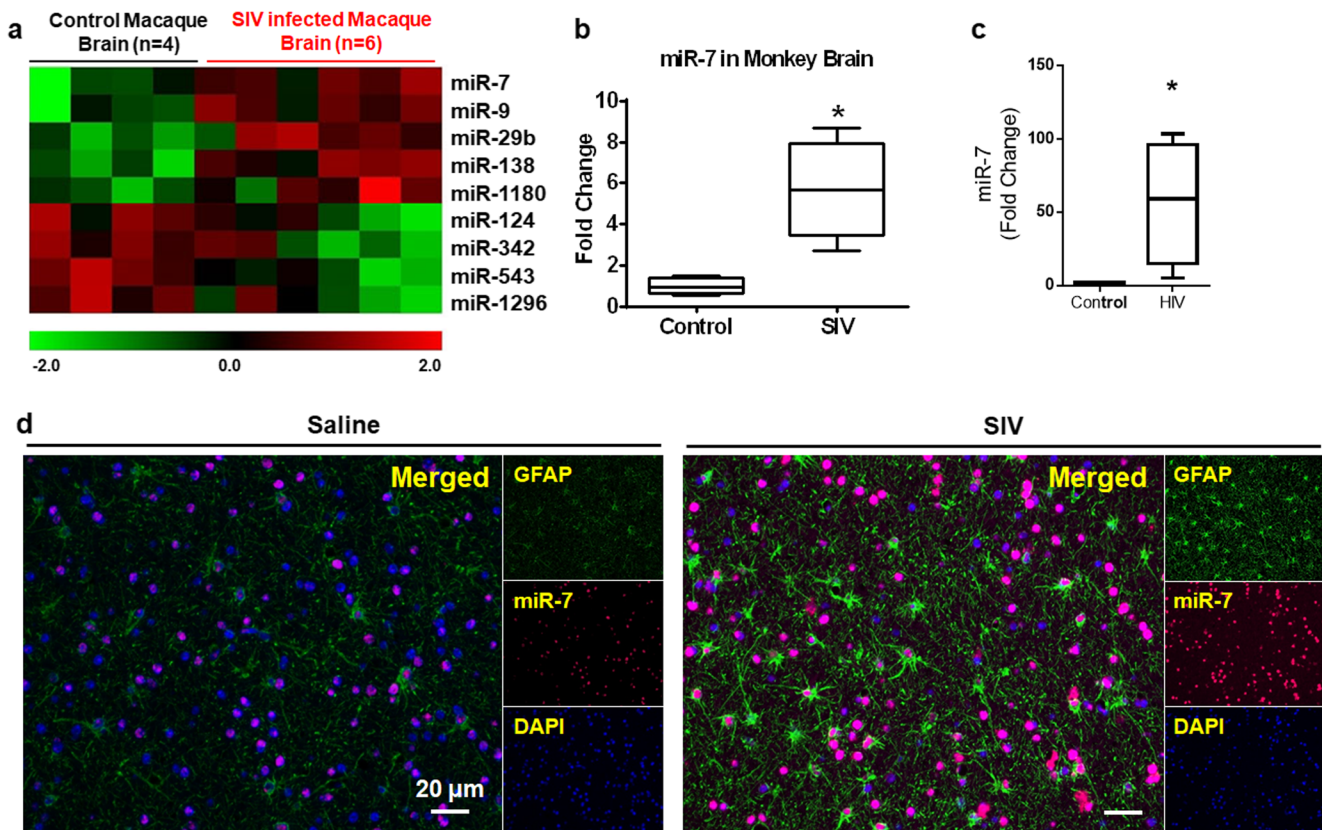 a
Control Macaque
Brain (n=4)
SIV infected Macaque
Brain (n=6)
miR-7
miR-9
miR-29b
miR-138
miR-1180
miR-124
miR-342
miR-543
miR-1296
-2.0
0.0
2.0
b
miR-7 in Monkey Brain
Fold Change
10
8
6
4
2
0
*
Control
SIV
c
miR-7
(Fold Change)
150
100
50
0
*
Control
HIV
d
Saline
Merged
20 µm
GFAP
miR-7
DAPI
SIV
Merged
GFAP
miR-7
DAPI